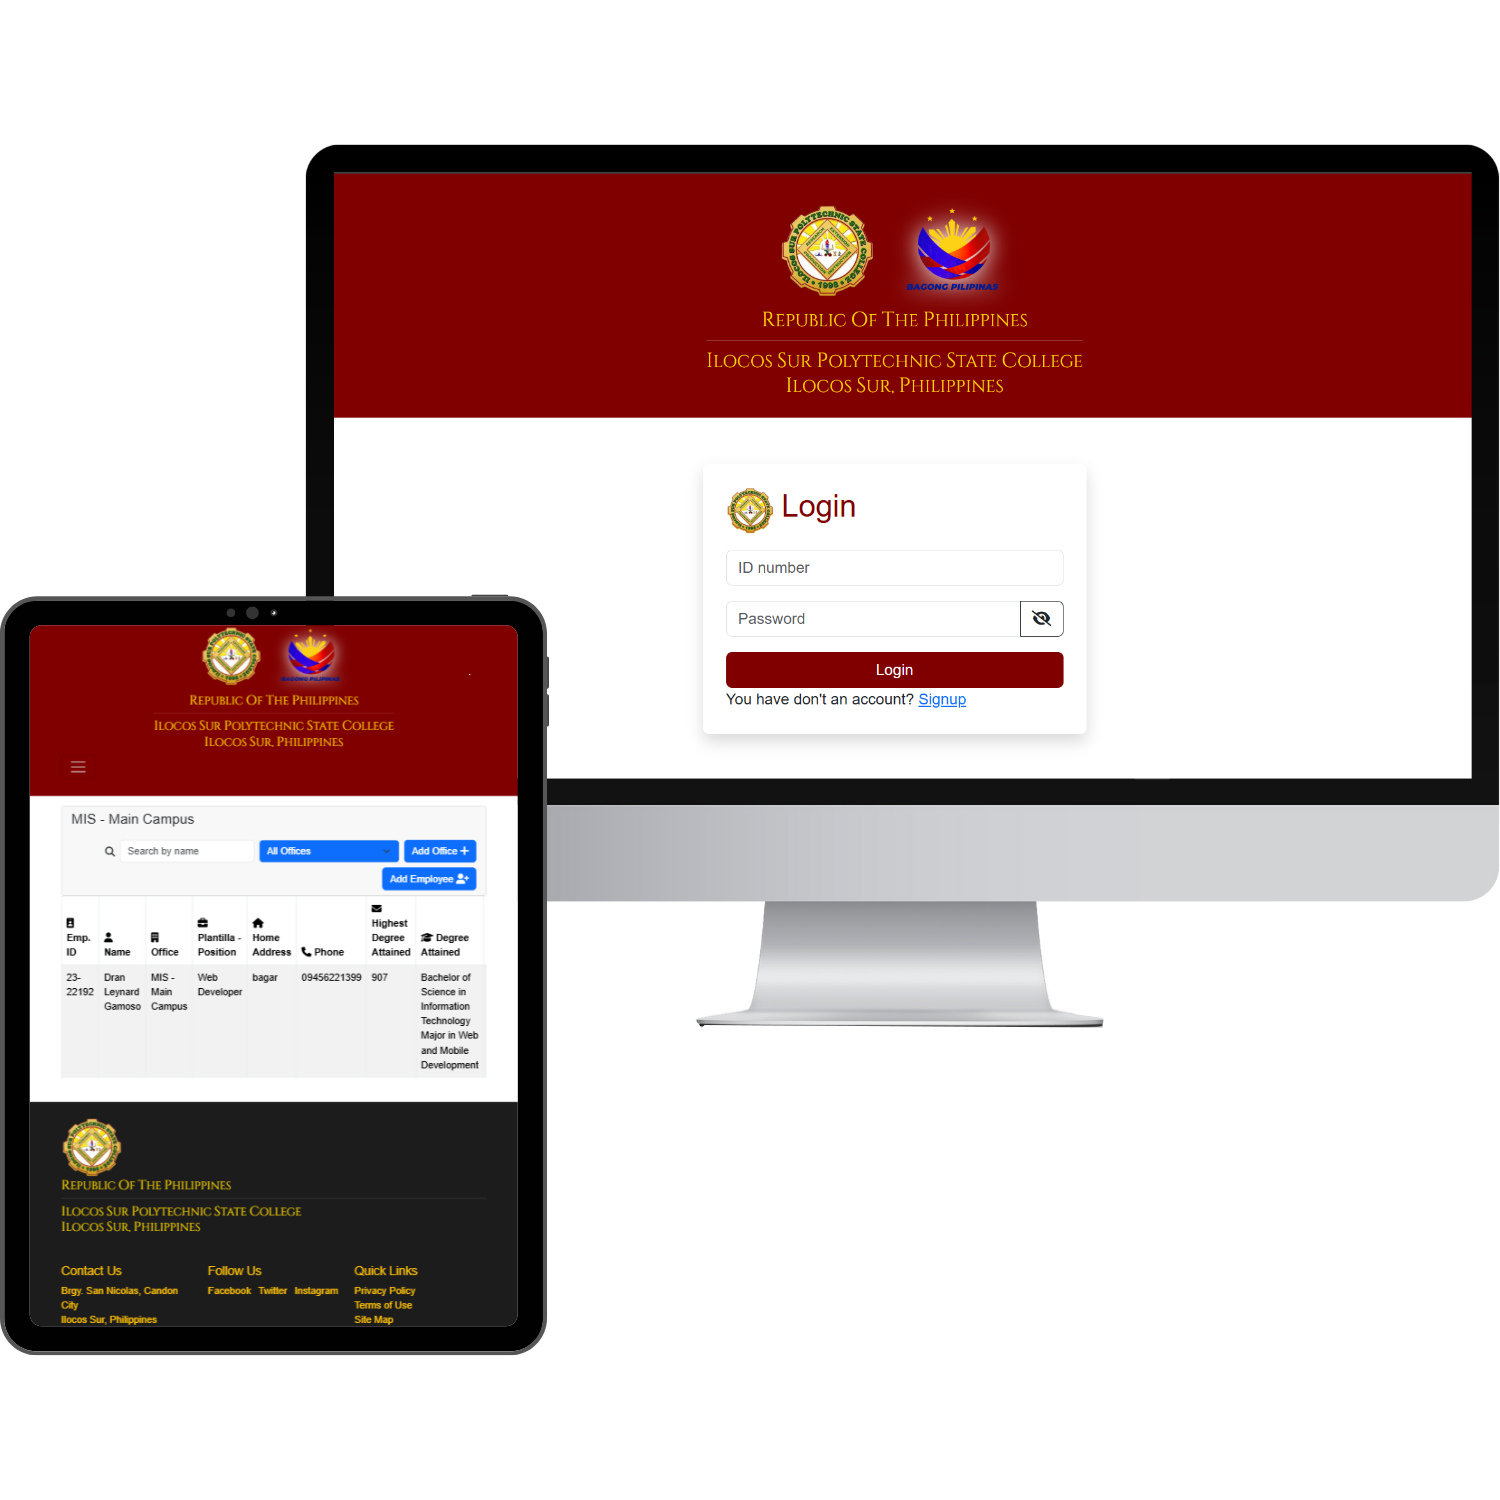 ILOCOS SUR POLYTECHNIC STATE COLLEGE
1998
BAGONG PILIPINAS
REPUBLIC OF THE PHILIPPINES
ILOCOS SUR POLYTECHNIC STATE COLLEGE
ILOCOS SUR, PHILIPPINES
Login
ID number
Password
Login
You have don't an account? Signup
BAGONG PILIPINAS
REPUBLIC OF THE PHILIPPINES
ILOCOS SUR POLYTECHNIC STATE COLLEGE
ILOCOS SUR, PHILIPPINES
MIS - Main Campus
Search by name
All Offices
Add Office +
Add Employee
Emp. ID
Name
Office
Plantilla - Position
Home Address
Phone
Highest Degree Attained
Degree Attained
23-22192
Dran Leynard Gamoso
MIS - Main Campus
Web Developer
bagar
09456221399
907
Bachelor of Science in Information Technology Major in Web and Mobile Development
REPUBLIC OF THE PHILIPPINES
ILOCOS SUR POLYTECHNIC STATE COLLEGE
ILOCOS SUR, PHILIPPINES
Contact Us
Brgy. San Nicolas, Candon
City
Ilocos Sur, Philippines
Follow Us
Facebook Twitter Instagram
Quick Links
Privacy Policy
Terms of Use
Site Map